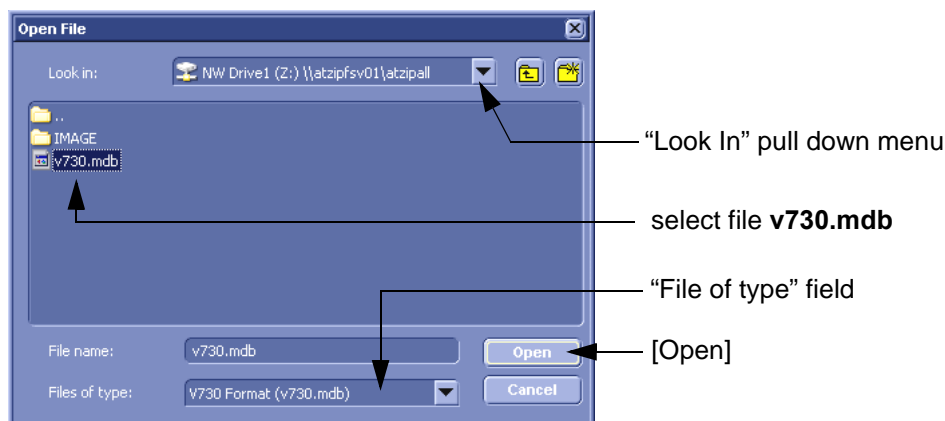 Open File
Look in:
NW Drive1 (Z:) \\atzipfsv01\atzipall
..
IMAGE
v730.mdb
“Look In” pull down menu
select file v730.mdb
“File of type” field
File name:
v730.mdb
Open
[Open]
Files of type:
V730 Format (v730.mdb)
Cancel